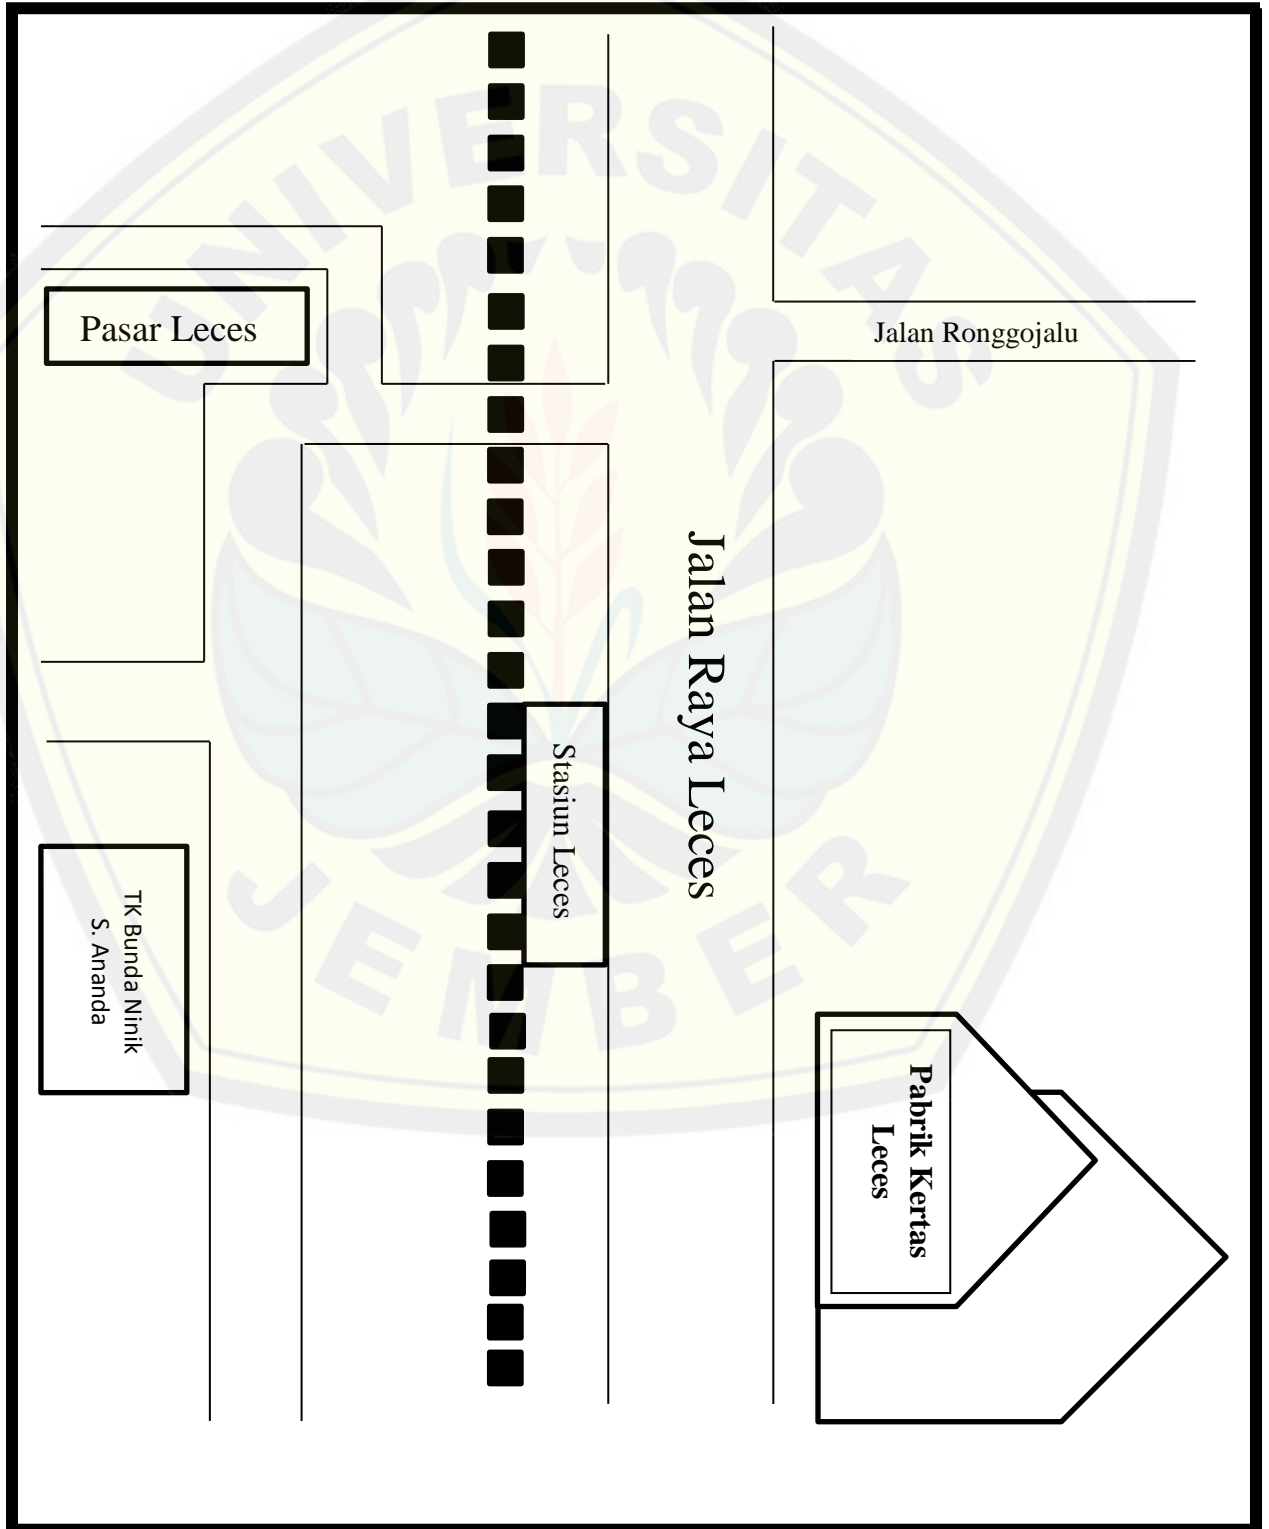 UNIVERSITAS
Pasar Leces
Jalan Ronggojalu
Jalan Raya Leces
Stasiun Leces
TK Bunda Ninik
S. Ananda
Pabrik Kertas
Leces
JEMBER